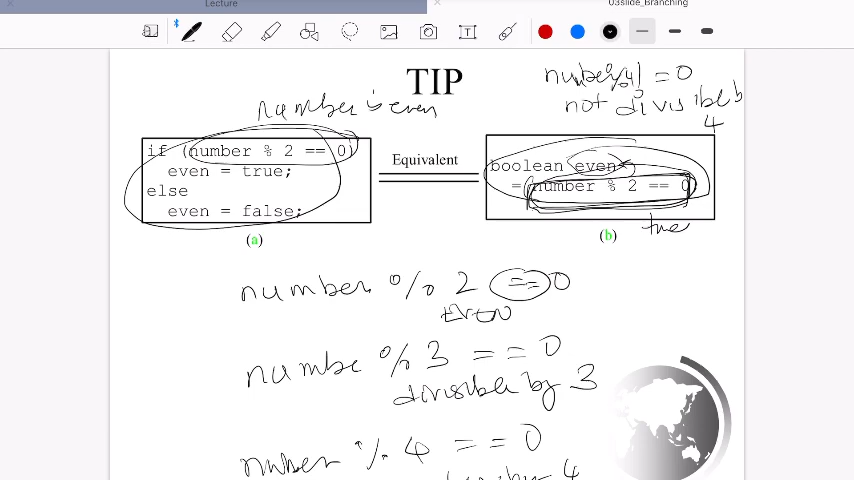 Lecture
03slide_Branching
TIP
number is even
number%4 = 0
not divisible b
4
if (number % 2 == 0)
even = true;
else
even = false;
(a)
Equivalent
boolean even
= number % 2 == 0
(b)
true
number % 2 == 0
even
numbe % 3 == 0
divisible by 3
number % 4 == 0
4